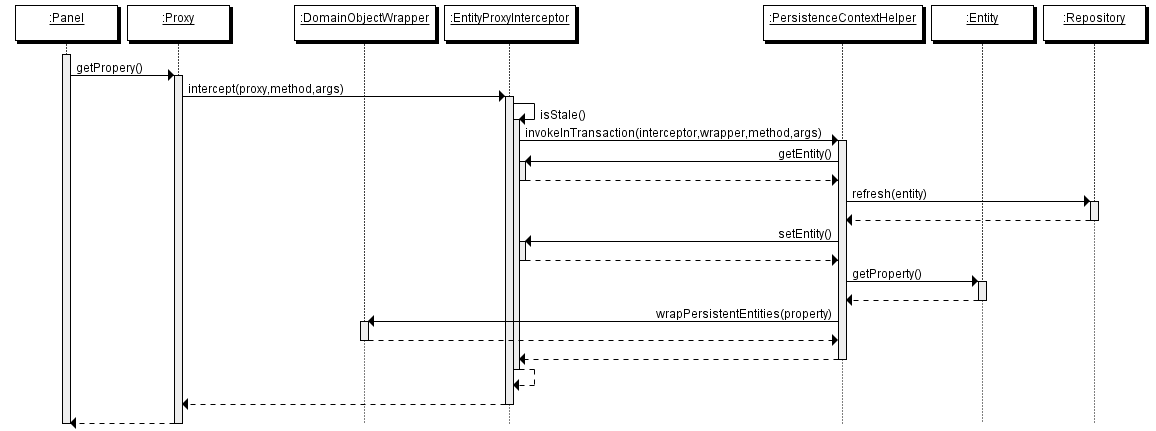 :Panel
:Proxy
:DomainObjectWrapper
:EntityProxyInterceptor
:PersistenceContextHelper
:Entity
:Repository
getPropery()
intercept(proxy,method,args)
isStale()
invokeInTransaction(interceptor,wrapper,method,args)
getEntity()
refresh(entity)
setEntity()
getProperty()
wrapPersistentEntities(property)